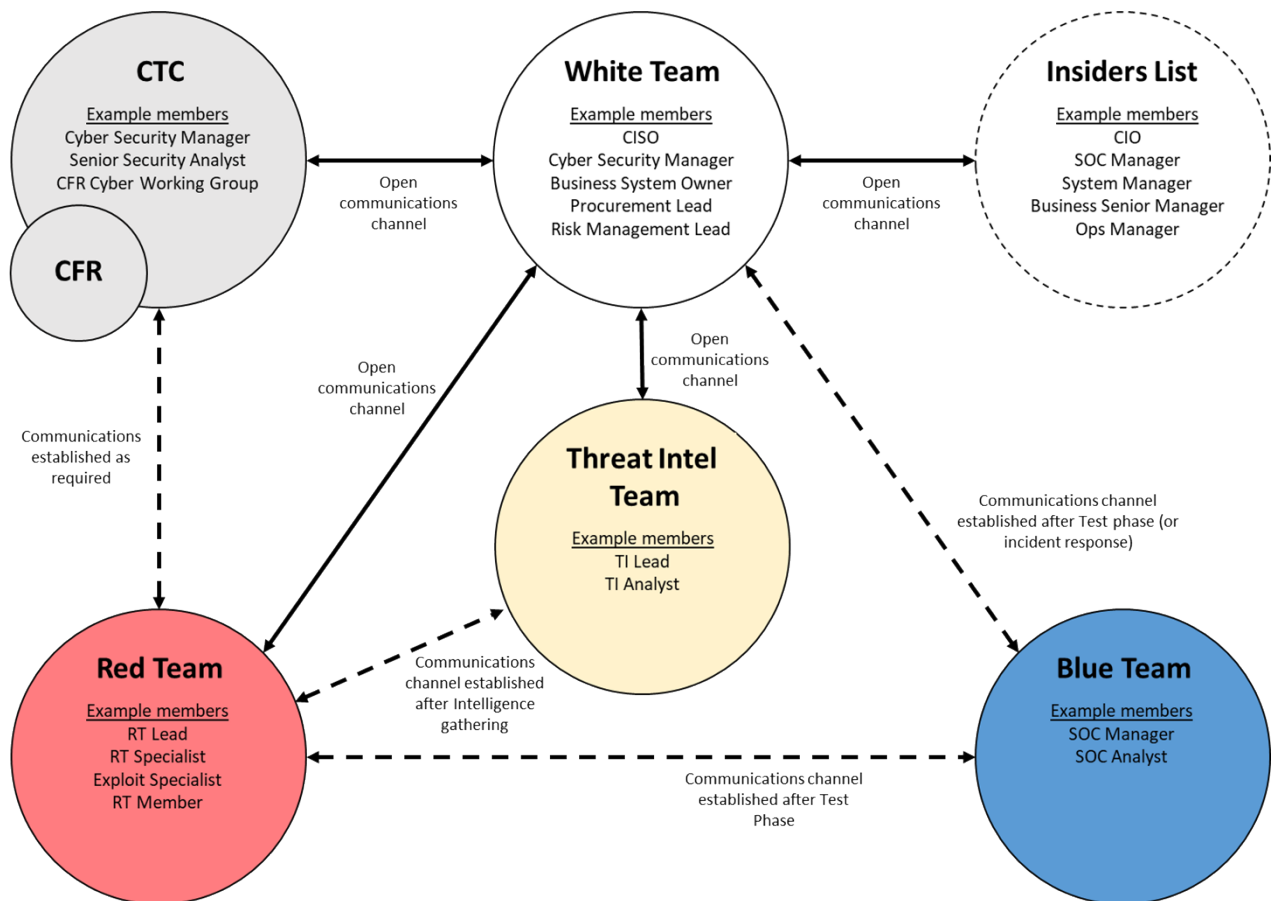 CTC
Example members
Cyber Security Manager
Senior Security Analyst
CFR Cyber Working Group
CFR
White Team
Example members
CISO
Cyber Security Manager
Business System Owner
Procurement Lead
Risk Management Lead
Insiders List
Example members
CIO
SOC Manager
System Manager
Business Senior Manager
Ops Manager
Open
communications
channel
Open
communications
channel
Open
communications
channel
Open
communications
channel
Communications
established as
required
Threat Intel
Team
Example members
TI Lead
TI Analyst
Communications channel
established after Test phase (or
incident response)
Red Team
Example members
RT Lead
RT Specialist
Exploit Specialist
RT Member
Communications
channel established
after Intelligence
gathering
Blue Team
Example members
SOC Manager
SOC Analyst
Communications channel
established after Test
Phase